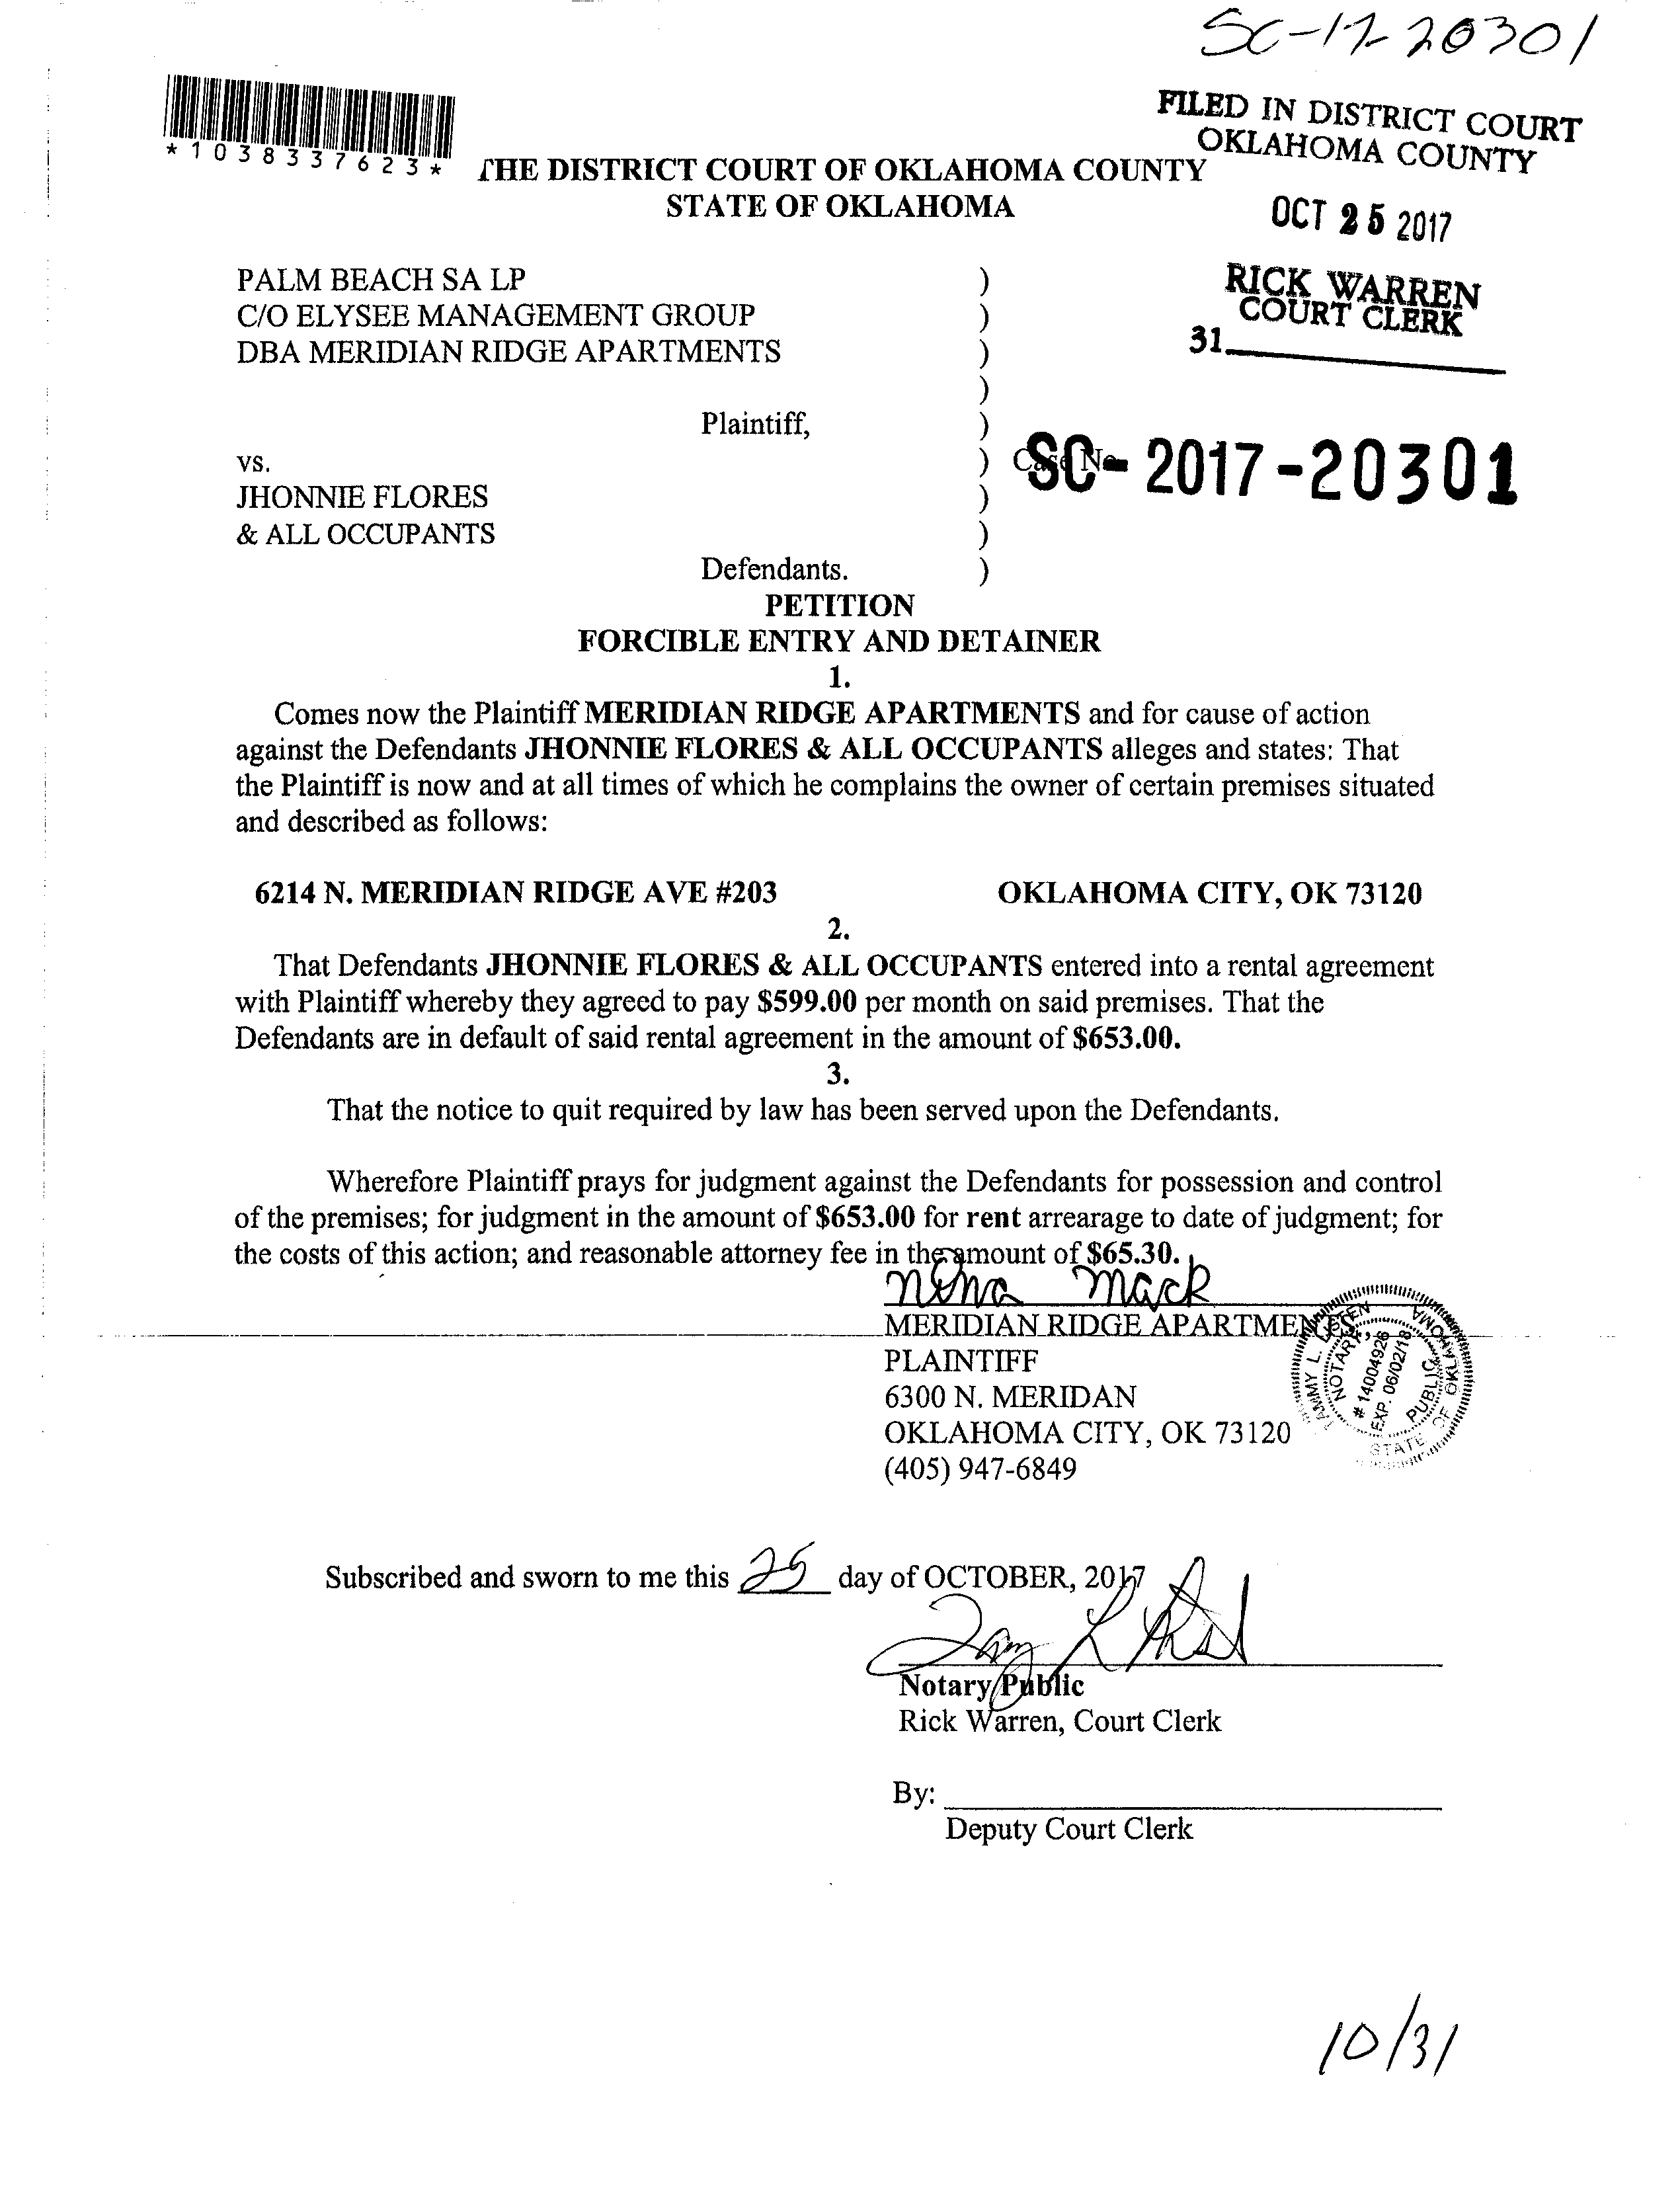 SC-17-20301
FILED IN DISTRICT COURT
OKLAHOMA COUNTY
*1038337623*
THE DISTRICT COURT OF OKLAHOMA COUNTY
STATE OF OKLAHOMA
OCT 25 2017
RICK WARREN
COURT CLERK
31
PALM BEACH SA LP )
C/O ELYSEE MANAGEMENT GROUP )
DBA MERIDIAN RIDGE APARTMENTS )
)
Plaintiff, )
vs. ) Case No. SC-2017-20301
JHONNIE FLORES )
& ALL OCCUPANTS )
Defendants. )
PETITION
FORCIBLE ENTRY AND DETAINER
1.
Comes now the Plaintiff MERIDIAN RIDGE APARTMENTS and for cause of action
against the Defendants JHONNIE FLORES & ALL OCCUPANTS alleges and states: That
the Plaintiff is now and at all times of which he complains the owner of certain premises situated
and described as follows:
6214 N. MERIDIAN RIDGE AVE #203 OKLAHOMA CITY, OK 73120
2.
That Defendants JHONNIE FLORES & ALL OCCUPANTS entered into a rental agreement
with Plaintiff whereby they agreed to pay $599.00 per month on said premises. That the
Defendants are in default of said rental agreement in the amount of $653.00.
3.
That the notice to quit required by law has been served upon the Defendants.
Wherefore Plaintiff prays for judgment against the Defendants for possession and control
of the premises; for judgment in the amount of $653.00 for rent arrearage to date of judgment; for
the costs of this action; and reasonable attorney fee in the amount of $65.30.
Nina Mack
MERIDIAN RIDGE APARTMENTS,
PLAINTIFF
6300 N. MERIDAN
OKLAHOMA CITY, OK 73120
(405) 947-6849
TAMMY L.
NOTARY
# 14004926
EXP. 06/02/18
PUBLIC
STATE OF OKLAHOMA
Subscribed and sworn to me this 25 day of OCTOBER, 2017
Notary Public
Rick Warren, Court Clerk
By:
Deputy Court Clerk
10/31